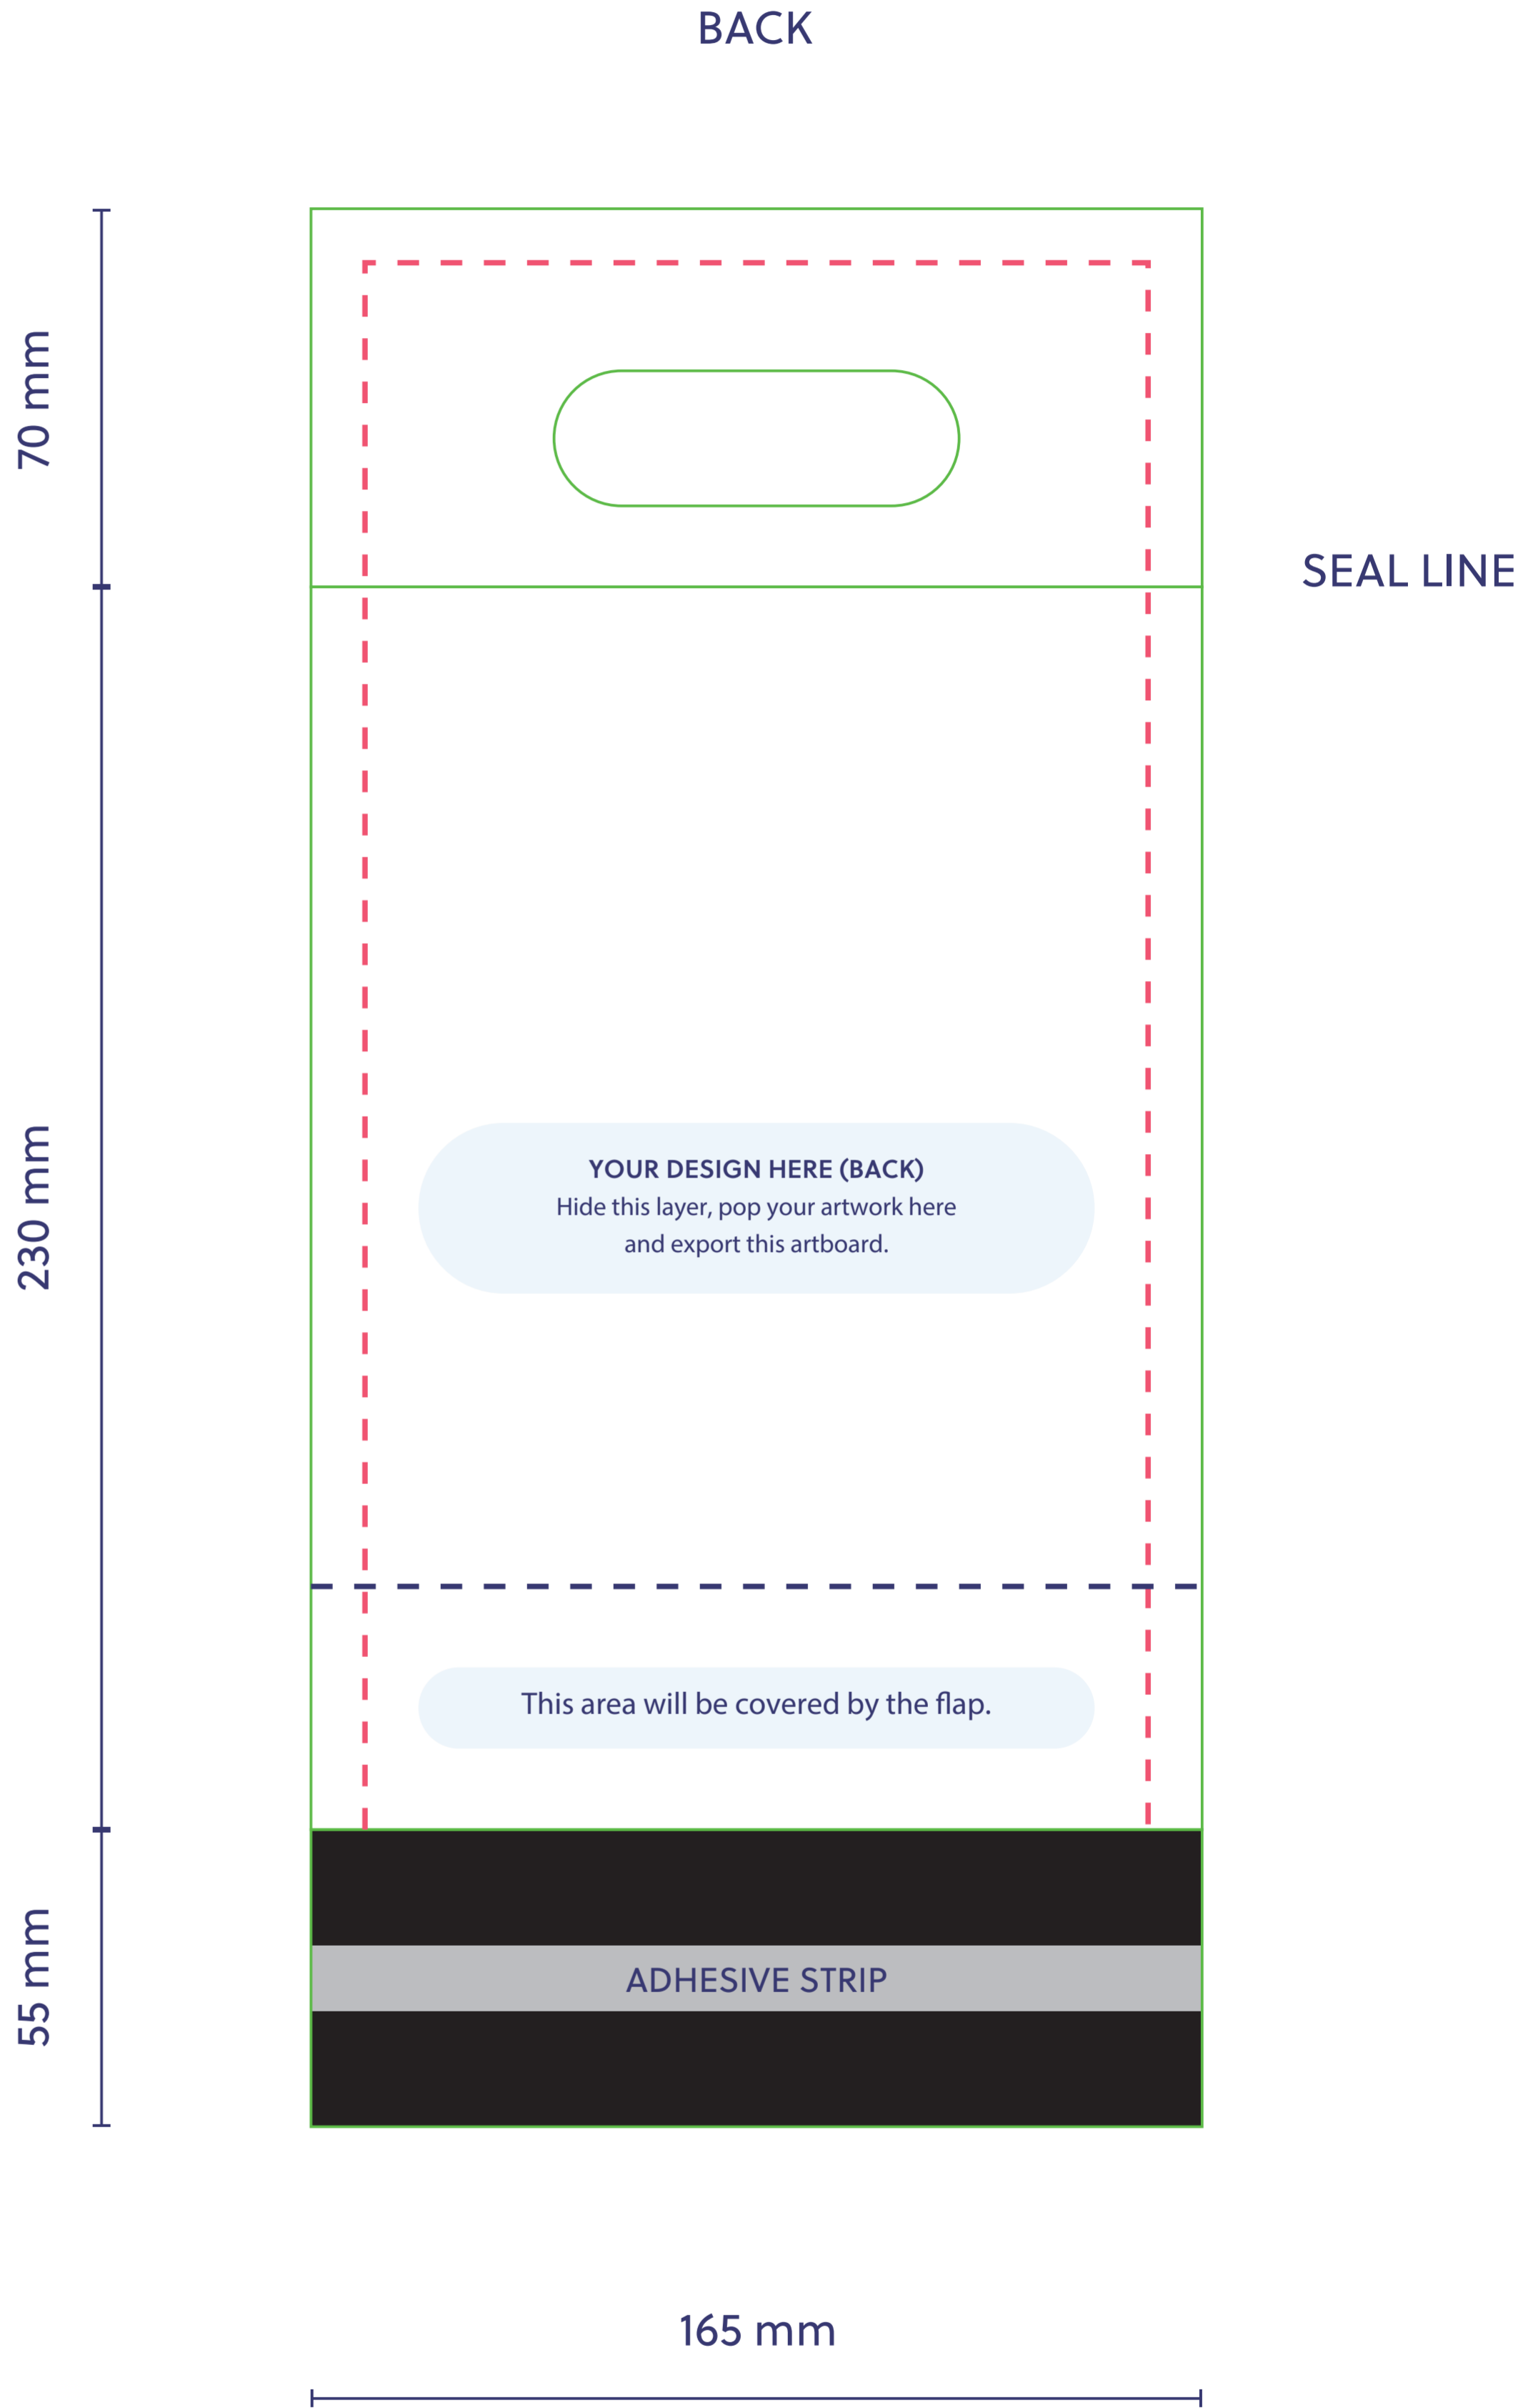 BACK
70 mm
SEAL LINE
230 mm
YOUR DESIGN HERE (BACK)
Hide this layer, pop your artwork here
and export this artboard.
This area will be covered by the flap.
55 mm
ADHESIVE STRIP
165 mm